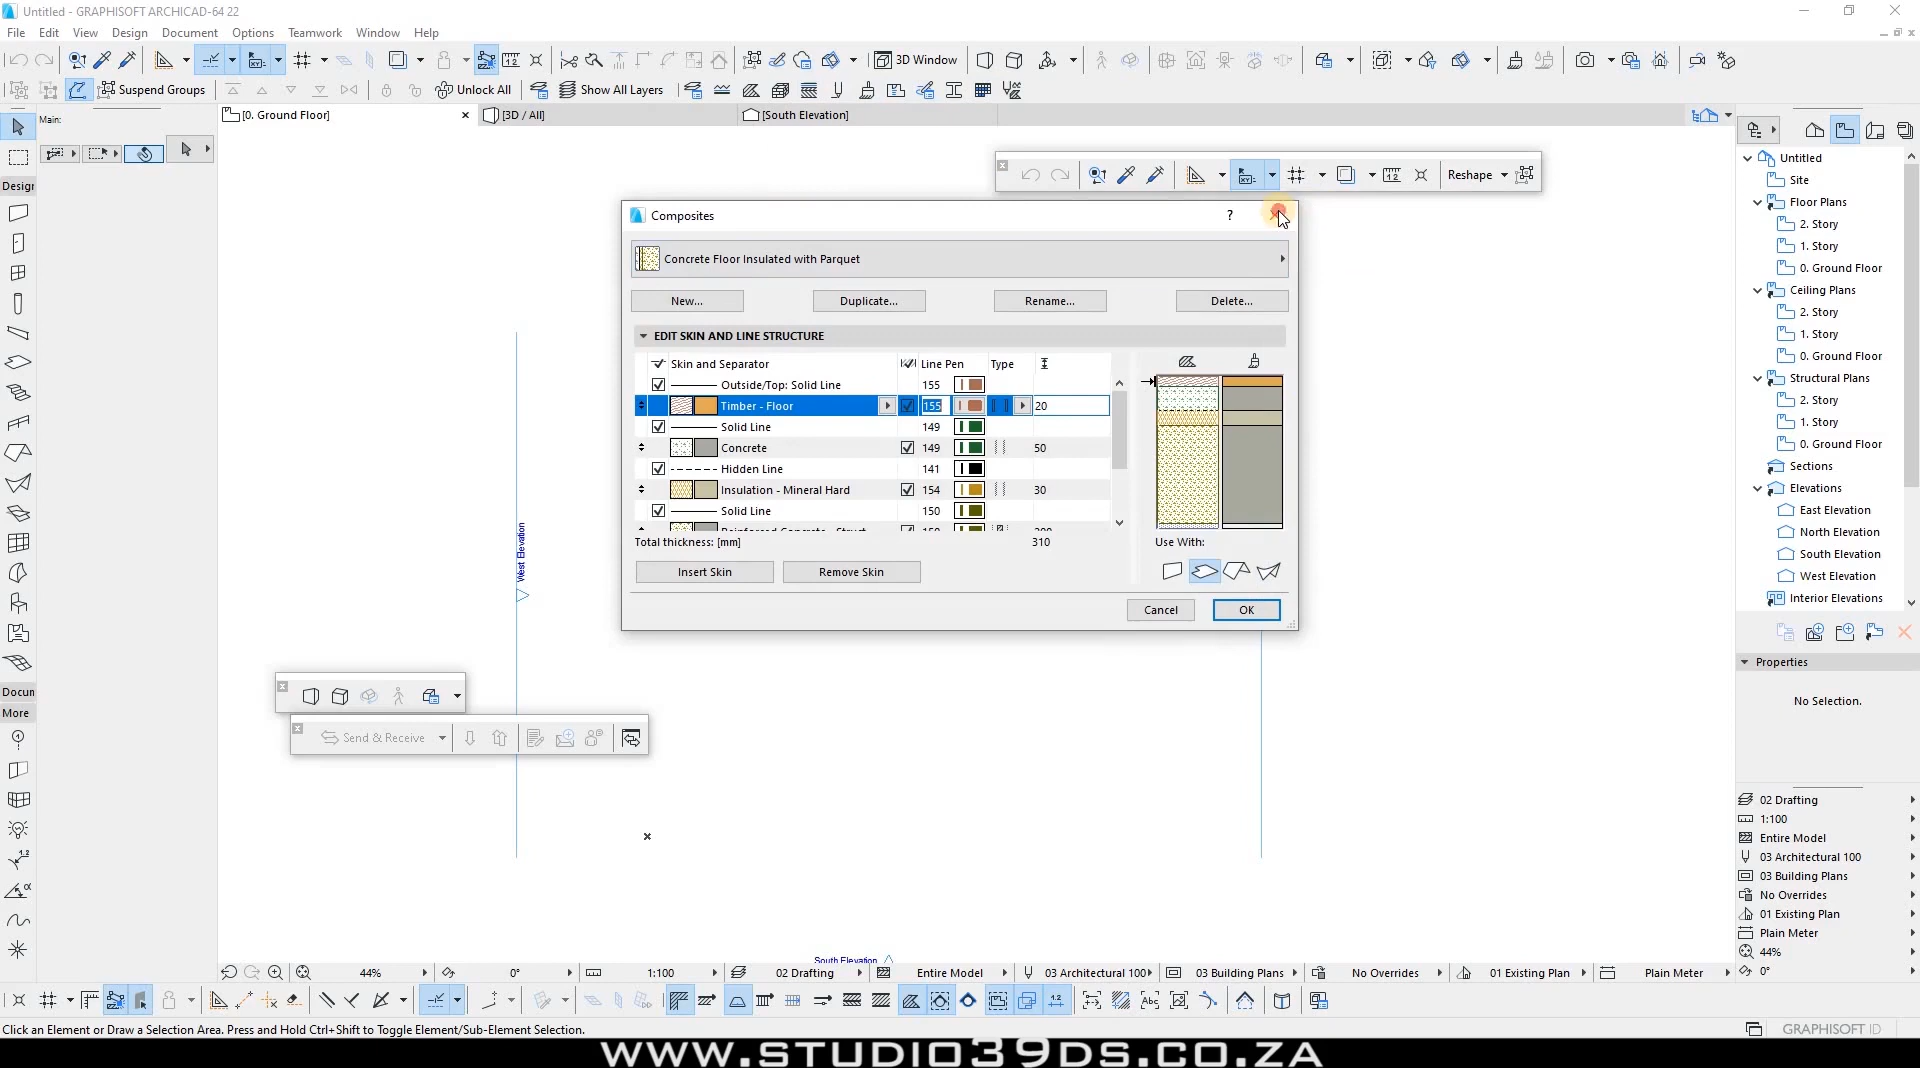 Untitled - GRAPHISOFT ARCHICAD-64 22
File Edit View Design Document Options Teamwork Window Help
3D Window
Suspend Groups Unlock All Show All Layers
[0. Ground Floor] [3D / All] [South Elevation]
Main:
Design
Reshape
Composites ?
Concrete Floor Insulated with Parquet
New... Duplicate... Rename... Delete...
EDIT SKIN AND LINE STRUCTURE
Skin and Separator Line Pen Type
Outside/Top: Solid Line 155
Timber - Floor 155 20
Solid Line 149
Concrete 149 50
Hidden Line 141
Insulation - Mineral Hard 154 30
Solid Line 150
Total thickness: [mm] 310
Use With:
Insert Skin Remove Skin
Cancel OK
West Elevation
Send & Receive
South Elevation
Untitled
Site
Floor Plans
2. Story
1. Story
0. Ground Floor
Ceiling Plans
2. Story
1. Story
0. Ground Floor
Structural Plans
2. Story
1. Story
0. Ground Floor
Sections
Elevations
East Elevation
North Elevation
South Elevation
West Elevation
Interior Elevations
Properties
No Selection.
Docum
More
02 Drafting
1:100
Entire Model
03 Architectural 100
03 Building Plans
No Overrides
01 Existing Plan
Plain Meter
44%
0°
44% 0° 1:100 02 Drafting Entire Model 03 Architectural 100 03 Building Plans No Overrides 01 Existing Plan Plain Meter
Click an Element or Draw a Selection Area. Press and Hold Ctrl+Shift to Toggle Element/Sub-Element Selection.
GRAPHISOFT ID
WWW.STUDIO39DS.CO.ZA